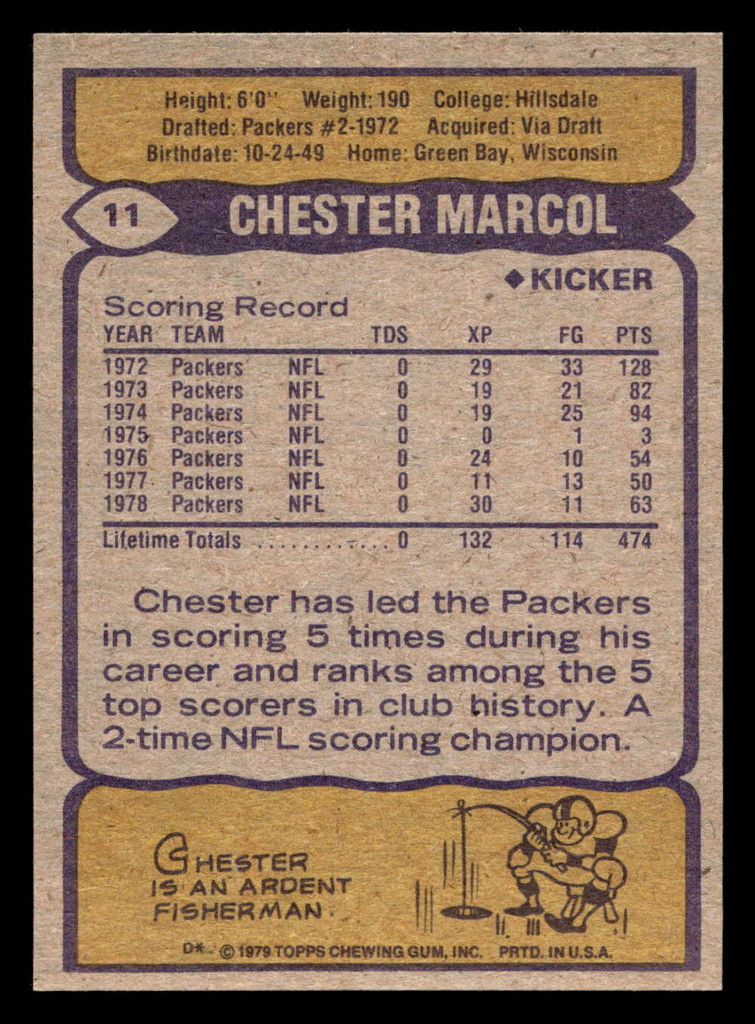 Height: 6'0" Weight: 190 College: Hillsdale
Drafted: Packers #2-1972 Acquired: Via Draft
Birthdate: 10-24-49 Home: Green Bay, Wisconsin
11 CHESTER MARCOL
◆ KICKER
Scoring Record
YEAR TEAM TDS XP FG PTS
1972 Packers NFL 0 29 33 128
1973 Packers NFL 0 19 21 82
1974 Packers NFL 0 19 25 94
1975 Packers NFL 0 0 1 3
1976 Packers NFL 0 24 10 54
1977 Packers NFL 0 11 13 50
1978 Packers NFL 0 30 11 63
Lifetime Totals ............. 0 132 114 474
Chester has led the Packers
in scoring 5 times during his
career and ranks among the 5
top scorers in club history. A
2-time NFL scoring champion.
CHESTER
IS AN ARDENT
FISHERMAN.
D* © 1979 TOPPS CHEWING GUM, INC. PRTD. IN U.S.A.